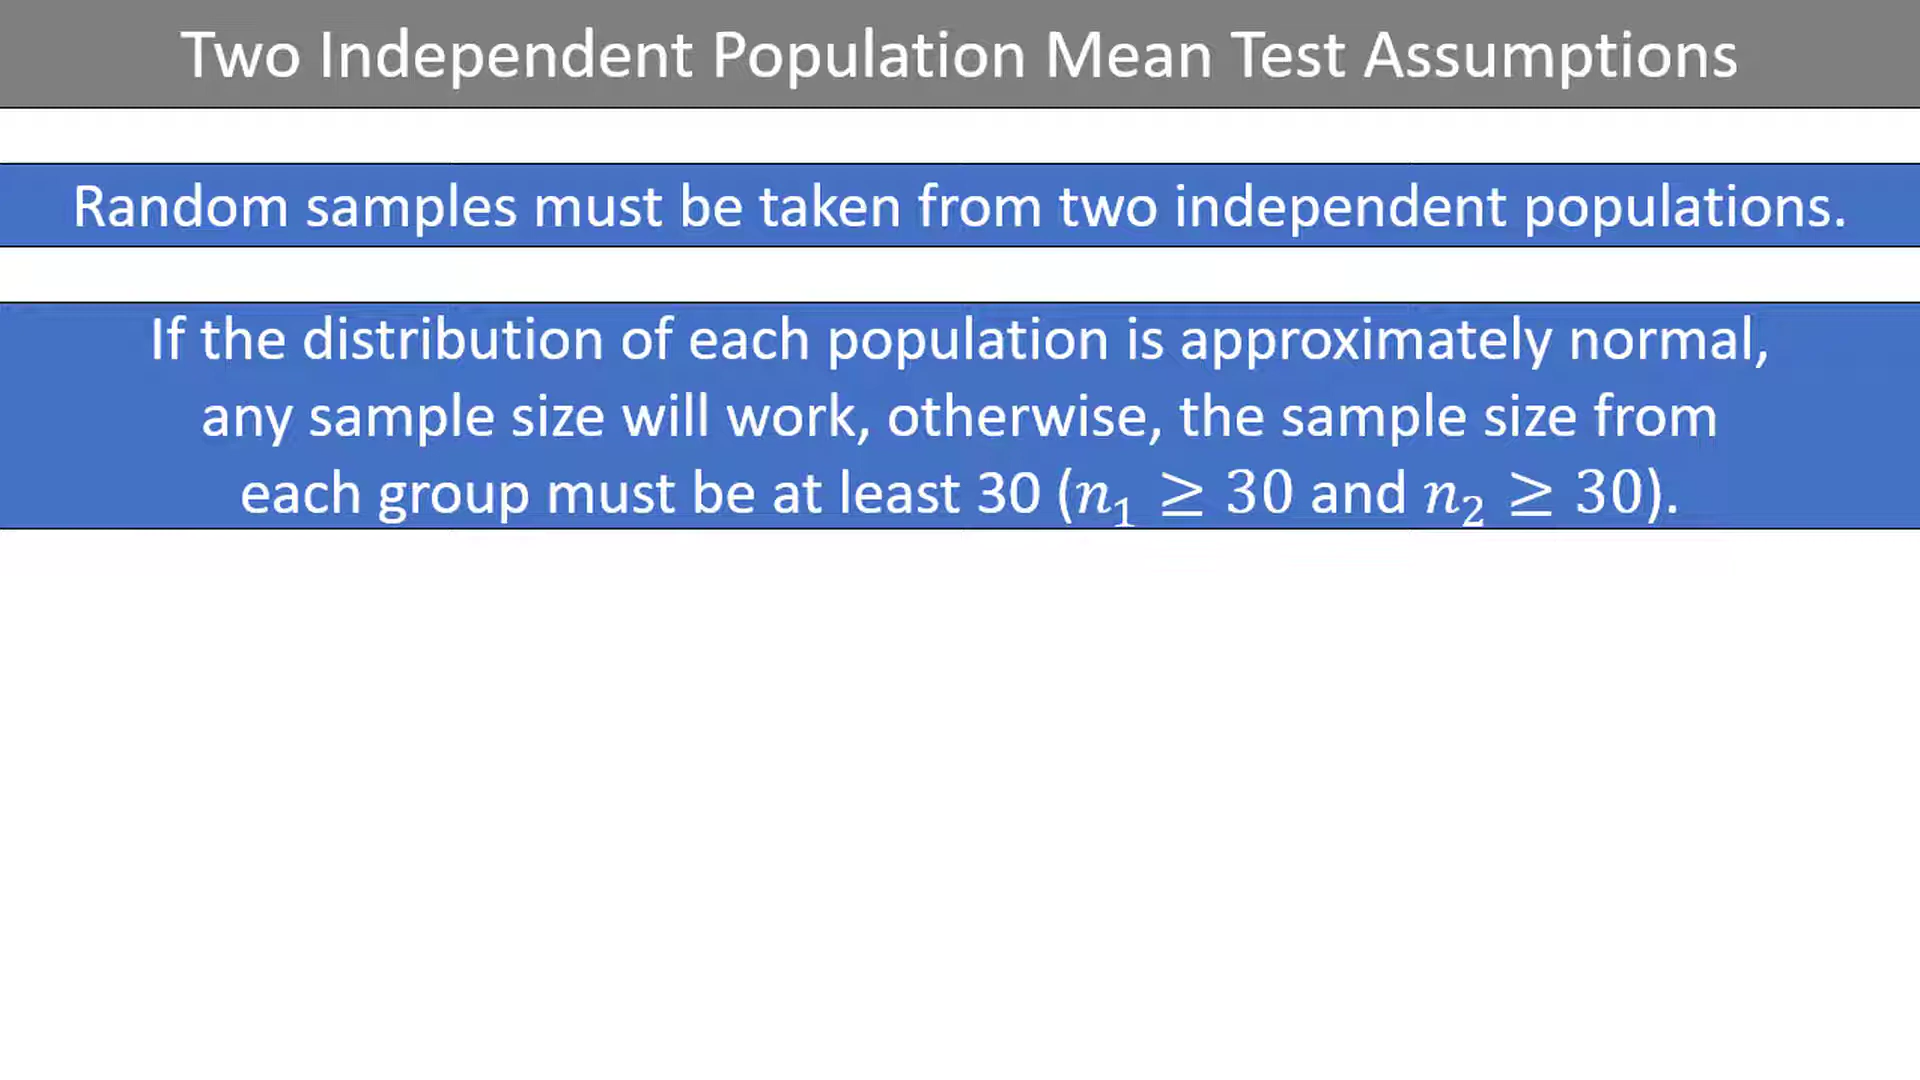 Two Independent Population Mean Test Assumptions
Random samples must be taken from two independent populations.
If the distribution of each population is approximately normal,
any sample size will work, otherwise, the sample size from
each group must be at least 30 (𝑛₁ ≥ 30 and 𝑛₂ ≥ 30).